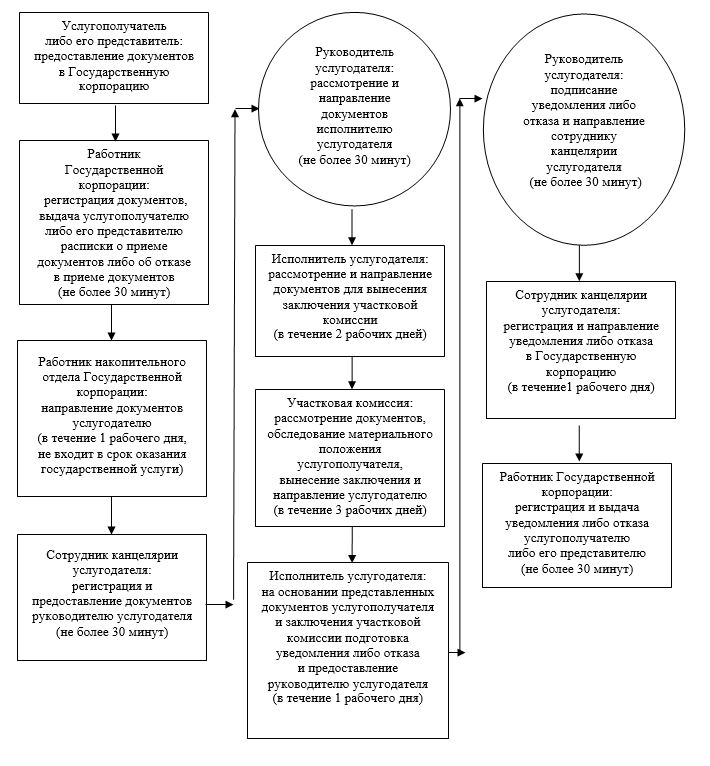 Услугополучатель
либо его представитель:
предоставление документов
в Государственную
корпорацию
Работник
Государственной
корпорации:
регистрация документов,
выдача услугополучателю
либо его представителю
расписки о приеме
документов либо об отказе
в приеме документов
(не более 30 минут)
Работник накопительного
отдела Государственной
корпорации:
направление документов
услугодателю
(в течение 1 рабочего дня,
не входит в срок оказания
государственной услуги)
Сотрудник канцелярии
услугодателя:
регистрация и
предоставление документов
руководителю услугодателя
(не более 30 минут)
Руководитель
услугодателя:
рассмотрение и
направление
документов
исполнителю
услугодателя
(не более 30 минут)
Исполнитель услугодателя:
рассмотрение и направление
документов для вынесения
заключения участковой
комиссии
(в течение 2 рабочих дней)
Участковая комиссия:
рассмотрение документов,
обследование материального
положения
услугополучателя,
вынесение заключения и
направление услугодателю
(в течение 3 рабочих дней)
Исполнитель услугодателя:
на основании представленных
документов услугополучателя
и заключения участковой
комиссии подготовка
уведомления либо отказа
и предоставление
руководителю услугодателя
(в течение 1 рабочего дня)
Руководитель
услугодателя:
подписание
уведомления либо
отказа и направление
сотруднику
канцелярии
услугодателя
(не более 30 минут)
Сотрудник канцелярии
услугодателя:
регистрация и направление
уведомления либо отказа
в Государственную
корпорацию
(в течение1 рабочего дня)
Работник Государственной
корпорации:
регистрация и выдача
уведомления либо отказа
услугополучателю
либо его представителю
(не более 30 минут)